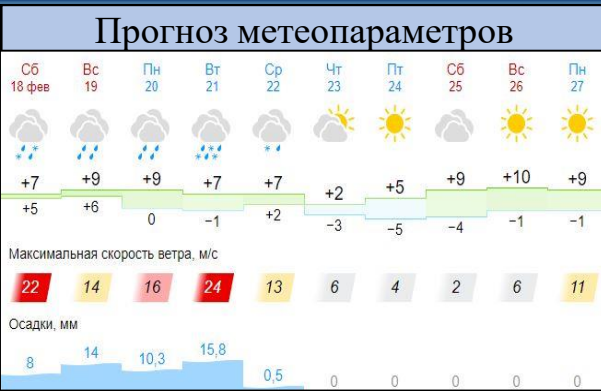 Прогноз метеопараметров
Сб Вс Пн Вт Ср Чт Пт Сб Вс Пн
18 фев 19 20 21 22 23 24 25 26 27
+7 +9 +9 +7 +7 +2 +5 +9 +10 +9
+5 +6 0 −1 +2 −3 −5 −4 −1 −1
Максимальная скорость ветра, м/с
22 14 16 24 13 6 4 2 6 11
Осадки, мм
8 14 10,3 15,8 0,5 0 0 0 0 0